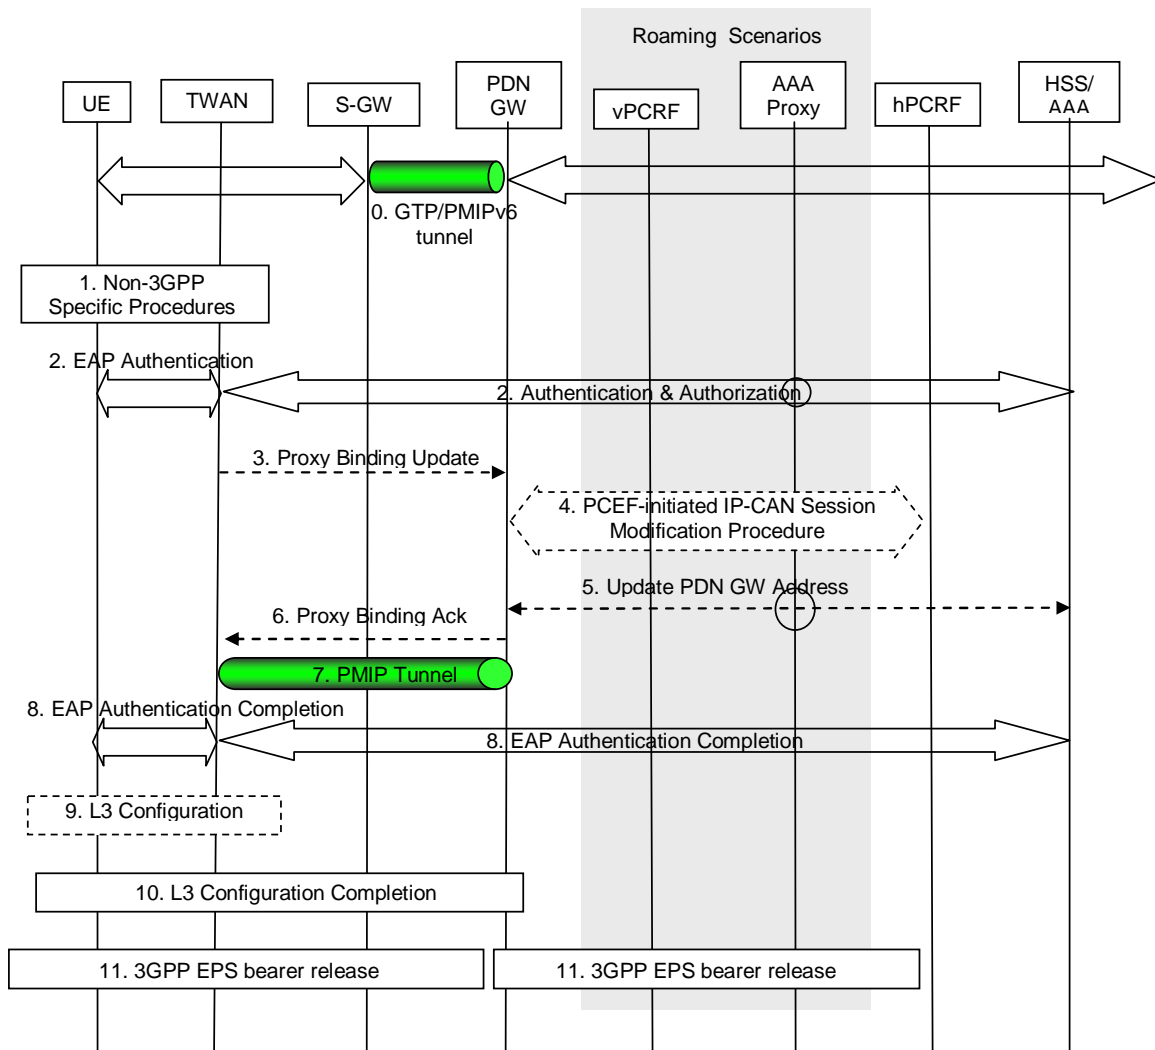 Roaming Scenarios
UE
TWAN
S-GW
PDN
GW
vPCRF
AAA
Proxy
hPCRF
HSS/
AAA
0. GTP/PMIPv6
tunnel
1. Non-3GPP
Specific Procedures
2. EAP Authentication
2. Authentication & Authorization
3. Proxy Binding Update
4. PCEF-initiated IP-CAN Session
Modification Procedure
5. Update PDN GW Address
6. Proxy Binding Ack
7. PMIP Tunnel
8. EAP Authentication Completion
8. EAP Authentication Completion
9. L3 Configuration
10. L3 Configuration Completion
11. 3GPP EPS bearer release
11. 3GPP EPS bearer release